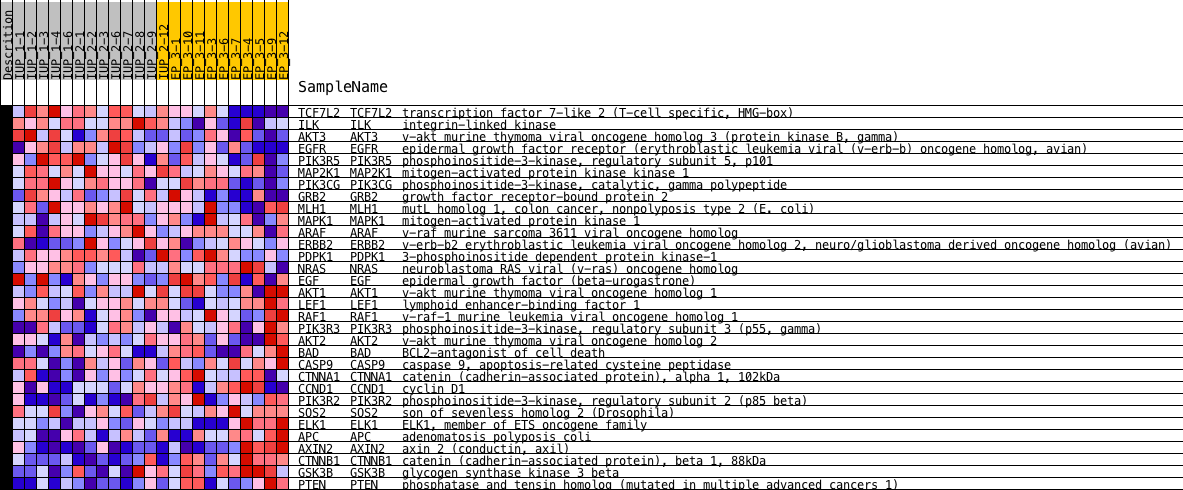 Descrition
IUP_1-1
IUP_1-2
IUP_1-3
IUP_1-4
IUP_1-6
IUP_2-1
IUP_2-2
IUP_2-3
IUP_2-6
IUP_2-7
IUP_2-8
IUP_2-9
IUP_2-12
EP_3-1
EP_3-10
EP_3-11
EP_3-3
EP_3-6
EP_3-7
EP_3-4
EP_3-5
EP_3-9
EP_3-12
SampleName
TCF7L2 TCF7L2 transcription factor 7-like 2 (T-cell specific, HMG-box)
ILK ILK integrin-linked kinase
AKT3 AKT3 v-akt murine thymoma viral oncogene homolog 3 (protein kinase B, gamma)
EGFR EGFR epidermal growth factor receptor (erythroblastic leukemia viral (v-erb-b) oncogene homolog, avian)
PIK3R5 PIK3R5 phosphoinositide-3-kinase, regulatory subunit 5, p101
MAP2K1 MAP2K1 mitogen-activated protein kinase kinase 1
PIK3CG PIK3CG phosphoinositide-3-kinase, catalytic, gamma polypeptide
GRB2 GRB2 growth factor receptor-bound protein 2
MLH1 MLH1 mutL homolog 1, colon cancer, nonpolyposis type 2 (E. coli)
MAPK1 MAPK1 mitogen-activated protein kinase 1
ARAF ARAF v-raf murine sarcoma 3611 viral oncogene homolog
ERBB2 ERBB2 v-erb-b2 erythroblastic leukemia viral oncogene homolog 2, neuro/glioblastoma derived oncogene homolog (avian)
PDPK1 PDPK1 3-phosphoinositide dependent protein kinase-1
NRAS NRAS neuroblastoma RAS viral (v-ras) oncogene homolog
EGF EGF epidermal growth factor (beta-urogastrone)
AKT1 AKT1 v-akt murine thymoma viral oncogene homolog 1
LEF1 LEF1 lymphoid enhancer-binding factor 1
RAF1 RAF1 v-raf-1 murine leukemia viral oncogene homolog 1
PIK3R3 PIK3R3 phosphoinositide-3-kinase, regulatory subunit 3 (p55, gamma)
AKT2 AKT2 v-akt murine thymoma viral oncogene homolog 2
BAD BAD BCL2-antagonist of cell death
CASP9 CASP9 caspase 9, apoptosis-related cysteine peptidase
CTNNA1 CTNNA1 catenin (cadherin-associated protein), alpha 1, 102kDa
CCND1 CCND1 cyclin D1
PIK3R2 PIK3R2 phosphoinositide-3-kinase, regulatory subunit 2 (p85 beta)
SOS2 SOS2 son of sevenless homolog 2 (Drosophila)
ELK1 ELK1 ELK1, member of ETS oncogene family
APC APC adenomatosis polyposis coli
AXIN2 AXIN2 axin 2 (conductin, axil)
CTNNB1 CTNNB1 catenin (cadherin-associated protein), beta 1, 88kDa
GSK3B GSK3B glycogen synthase kinase 3 beta
PTEN PTEN phosphatase and tensin homolog (mutated in multiple advanced cancers 1)